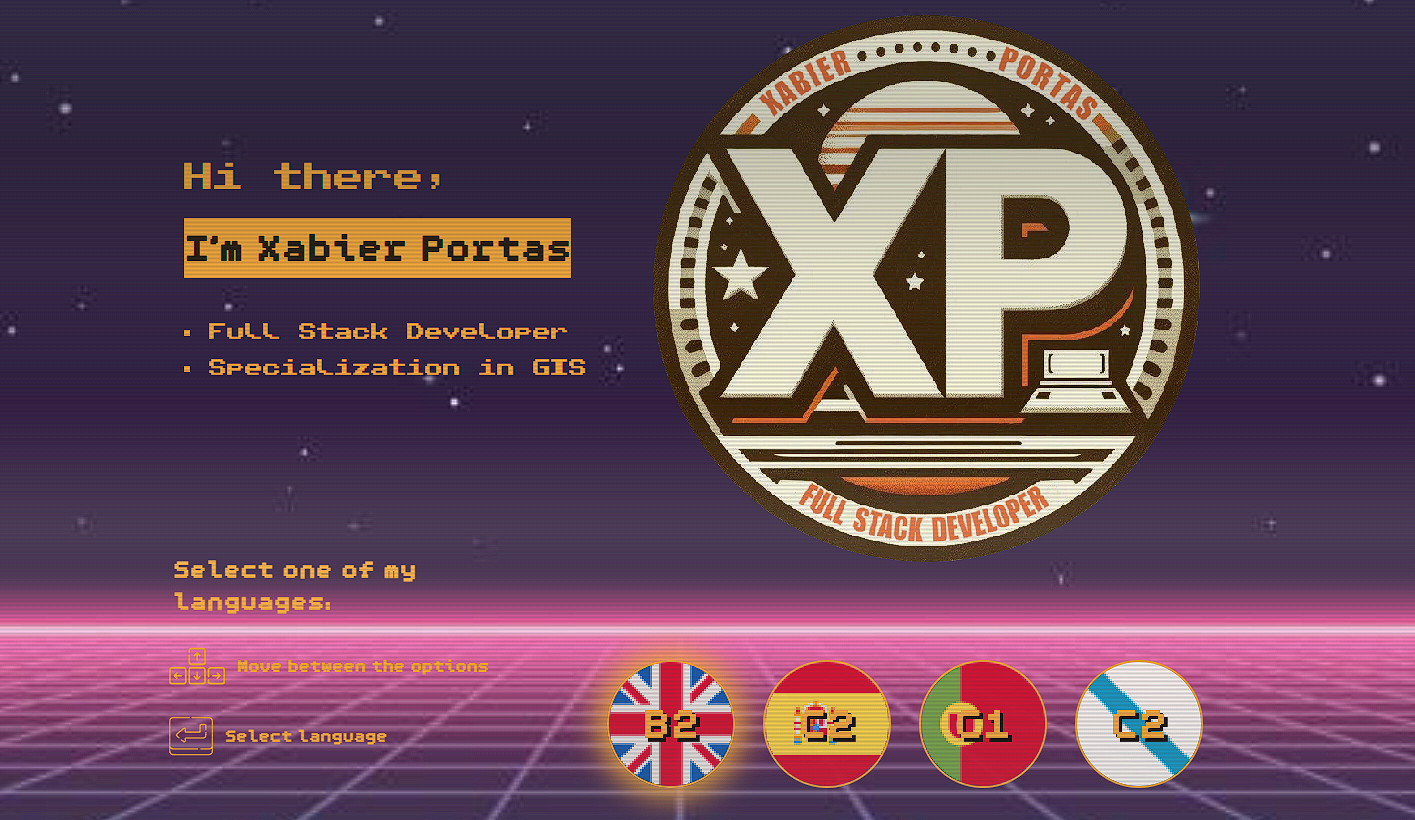 Hi there,
I'm Xabier Portas
• Full Stack Developer
• Specialization in GIS
XABIER PORTAS
XP
FULL STACK DEVELOPER
Select one of my
languages:
Move between the options
Select language
B2
C2
C1
C2